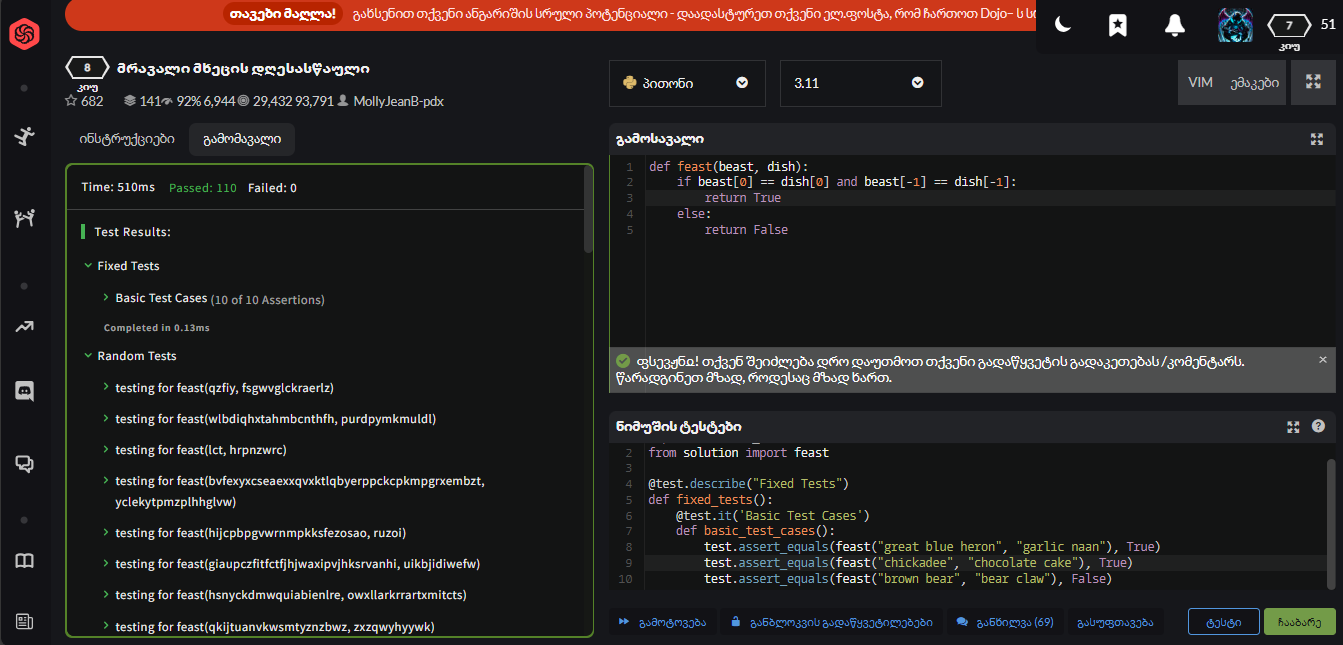 თავები მაღლა! გახსენით თქვენი ანგარიშის სრული პოტენციალი - დაადასტურეთ თქვენი ელ.ფოსტა, რომ ჩართოთ Dojo-ს
7 კიუ 51
8 კიუ მრავალი მხეცის დღესასწაული
682 141 92% 6,944 29,432 93,791 MollyJeanB-pdx
პითონი 3.11 VIM ემაკები
ინსტრუქციები გამომავალი
Time: 510ms Passed: 110 Failed: 0
Test Results:
Fixed Tests
Basic Test Cases (10 of 10 Assertions)
Completed in 0.13ms
Random Tests
testing for feast(qzfiy, fsgwvglckraerlz)
testing for feast(wlbdiqhxtahmbcnthfh, purdpymkmuldl)
testing for feast(lct, hrpnzwrc)
testing for feast(bvfexyxcseaexxqvxktlqbyerppckcpkmpgrxembzt,
yclekytpmzplhhglvw)
testing for feast(hijcpbpgvwrnmpkksfezosao, ruzoi)
testing for feast(giaupczfitfctfjhjwaxipvjhksrvanhi, uikbjidiwefw)
testing for feast(hsnyckdmwquiabienlre, owxllarkrrartxmitcts)
testing for feast(qkijtuanvkwsmtyznzbwz, zxzqwyhyywk)
გამოსავალი
1 def feast(beast, dish):
2 if beast[0] == dish[0] and beast[-1] == dish[-1]:
3 return True
4 else:
5 return False
ფსევჟნჲ! თქვენ შეიძლება დრო დაუთმოთ თქვენი გადაწყვეტის გადაკეთებას /კომენტარს.
წარადგინეთ მზად, როდესაც მზად ხართ.
ნიმუშის ტესტები
2 from solution import feast
3
4 @test.describe("Fixed Tests")
5 def fixed_tests():
6 @test.it('Basic Test Cases')
7 def basic_test_cases():
8 test.assert_equals(feast("great blue heron", "garlic naan"), True)
9 test.assert_equals(feast("chickadee", "chocolate cake"), True)
10 test.assert_equals(feast("brown bear", "bear claw"), False)
გამოტოვება განბლოკვის გადაწყვეტილებები განხილვა (69) გასუფთავება ტესტი ჩააბარე